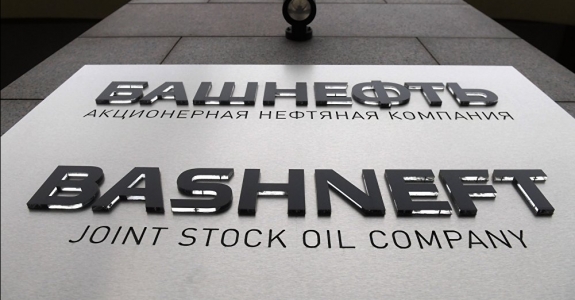 БАШНЕФТЬ
АКЦИОНЕРНАЯ НЕФТЯНАЯ КОМПАНИЯ
BASHNEFT
JOINT STOCK OIL COMPANY